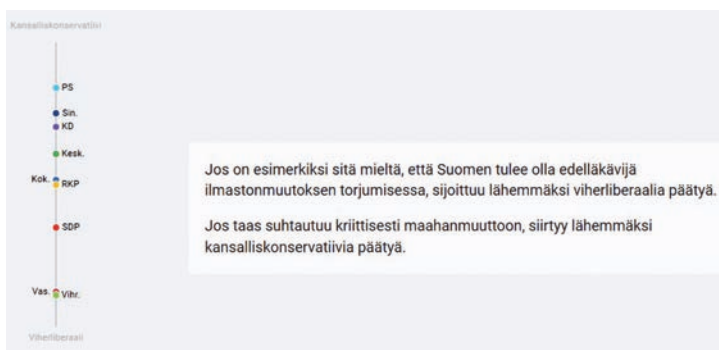 Kansalliskonservatiivi
PS
Sin.
KD
Kesk.
Kok.
RKP
SDP
Vas.
Vihr.
Viherliberaali
Jos on esimerkiksi sitä mieltä, että Suomen tulee olla edelläkävijä
ilmastonmuutoksen torjumisessa, sijoittuu lähemmäksi viherliberaalia päätyä.
Jos taas suhtautuu kriittisesti maahanmuuttoon, siirtyy lähemmäksi
kansalliskonservatiivia päätyä.